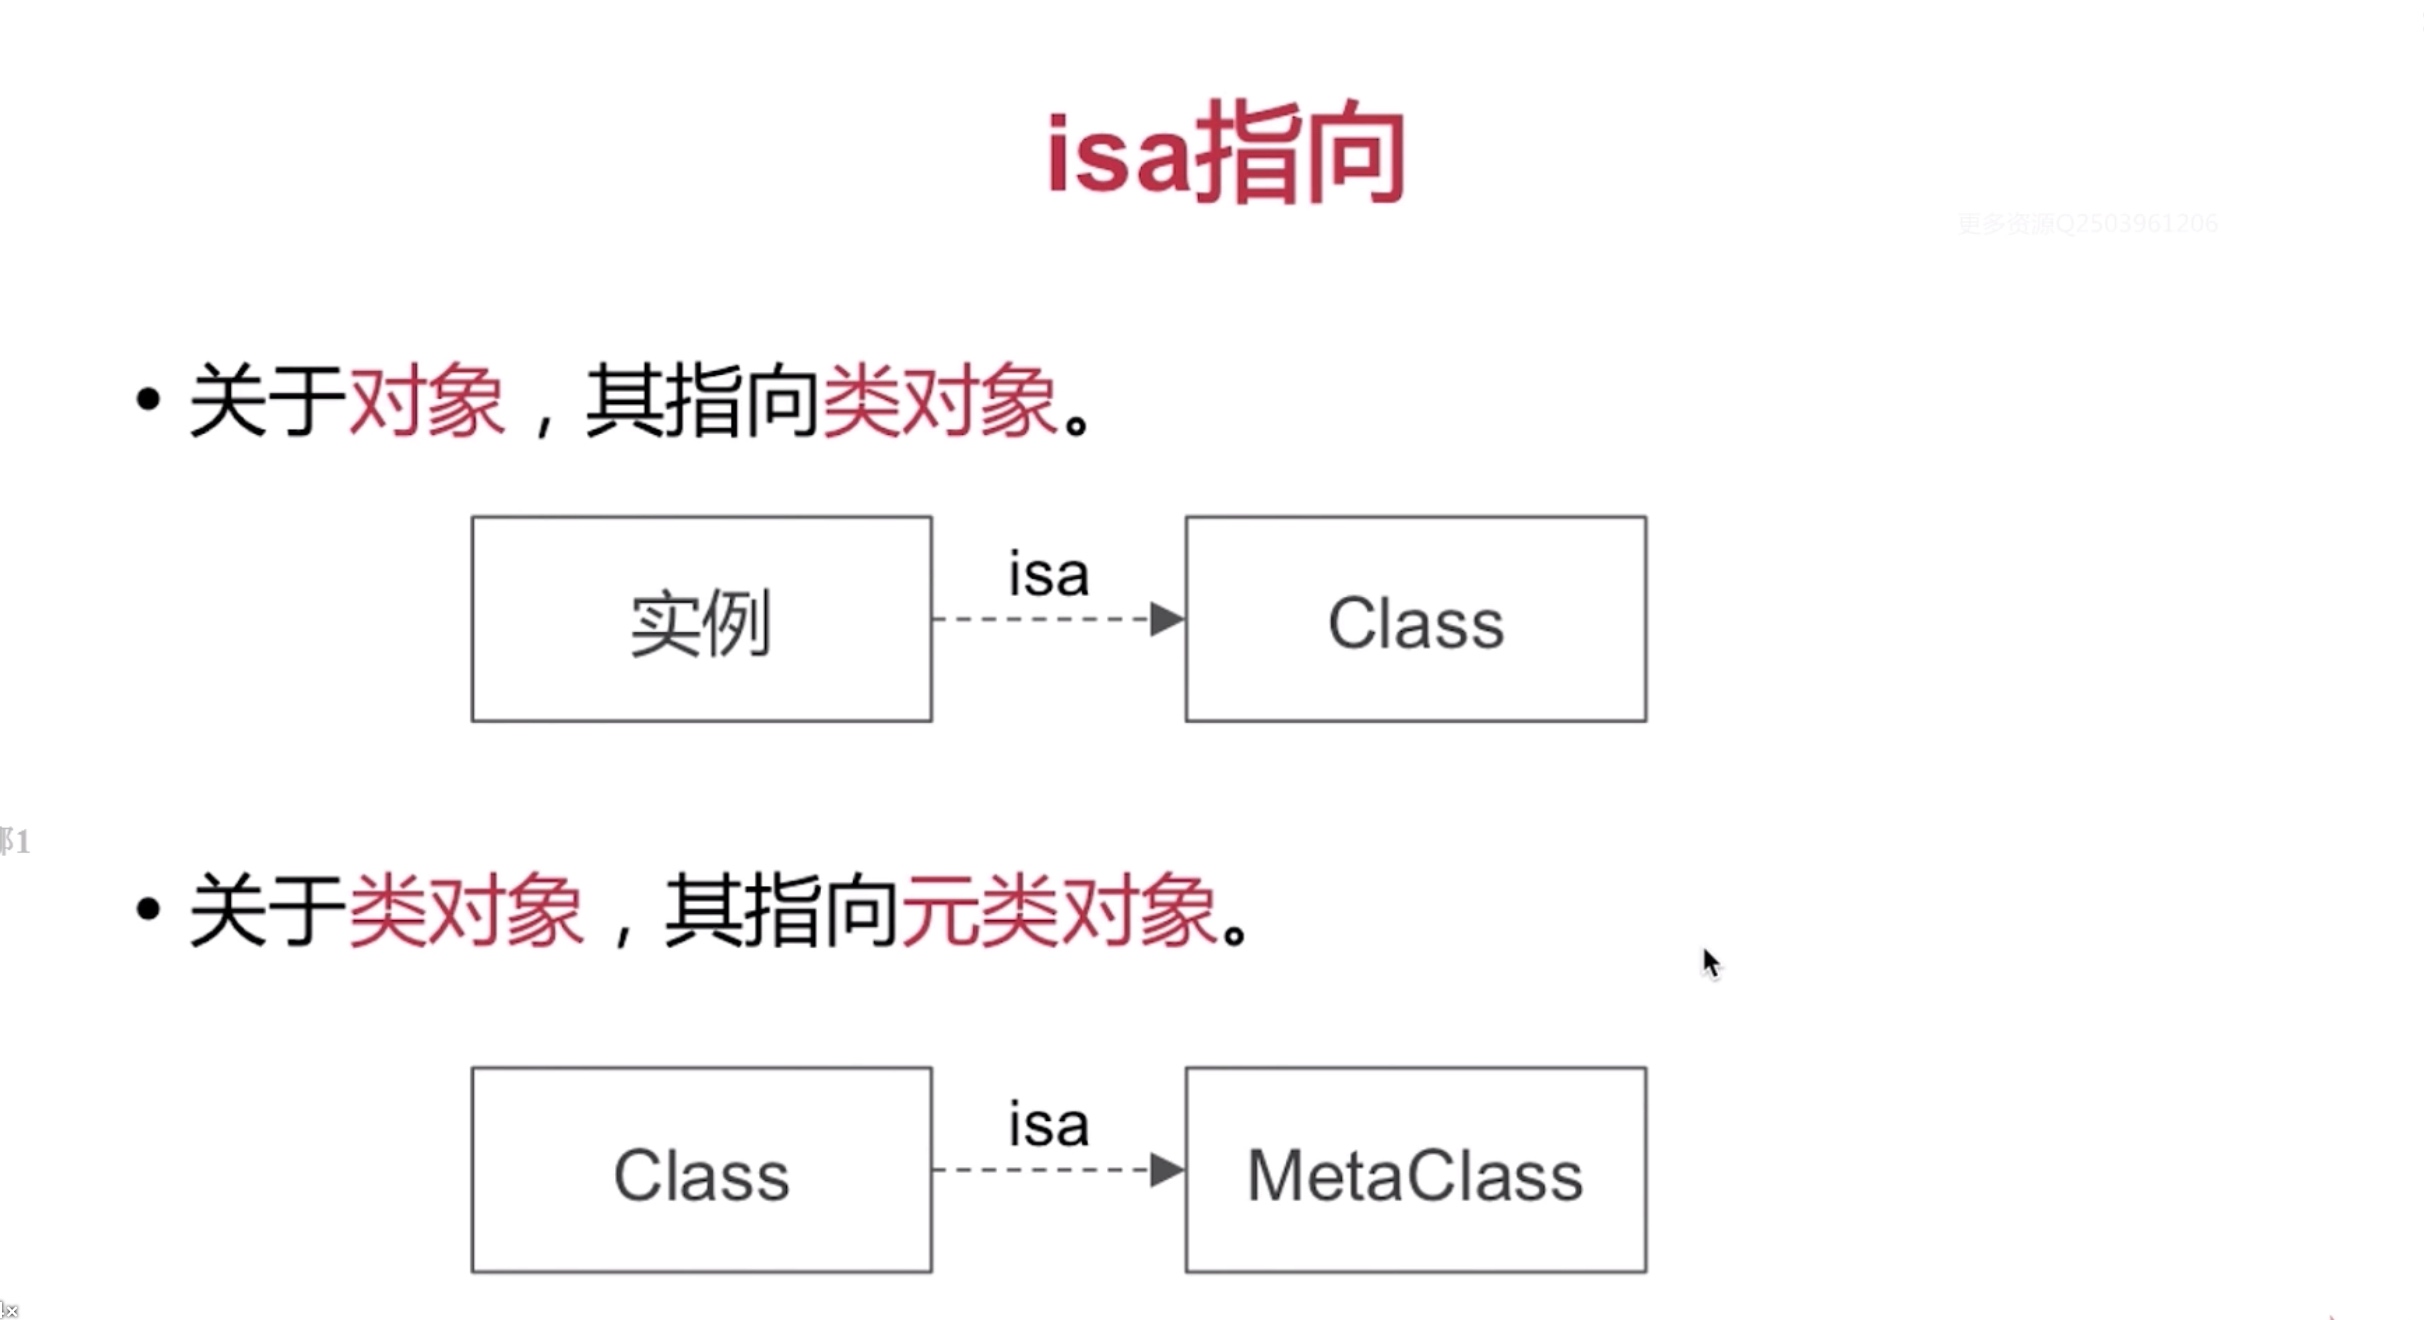 isa指向
更多资源Q2503961206
• 关于对象，其指向类对象。
isa
实例
Class
• 关于类对象，其指向元类对象。
isa
Class
MetaClass